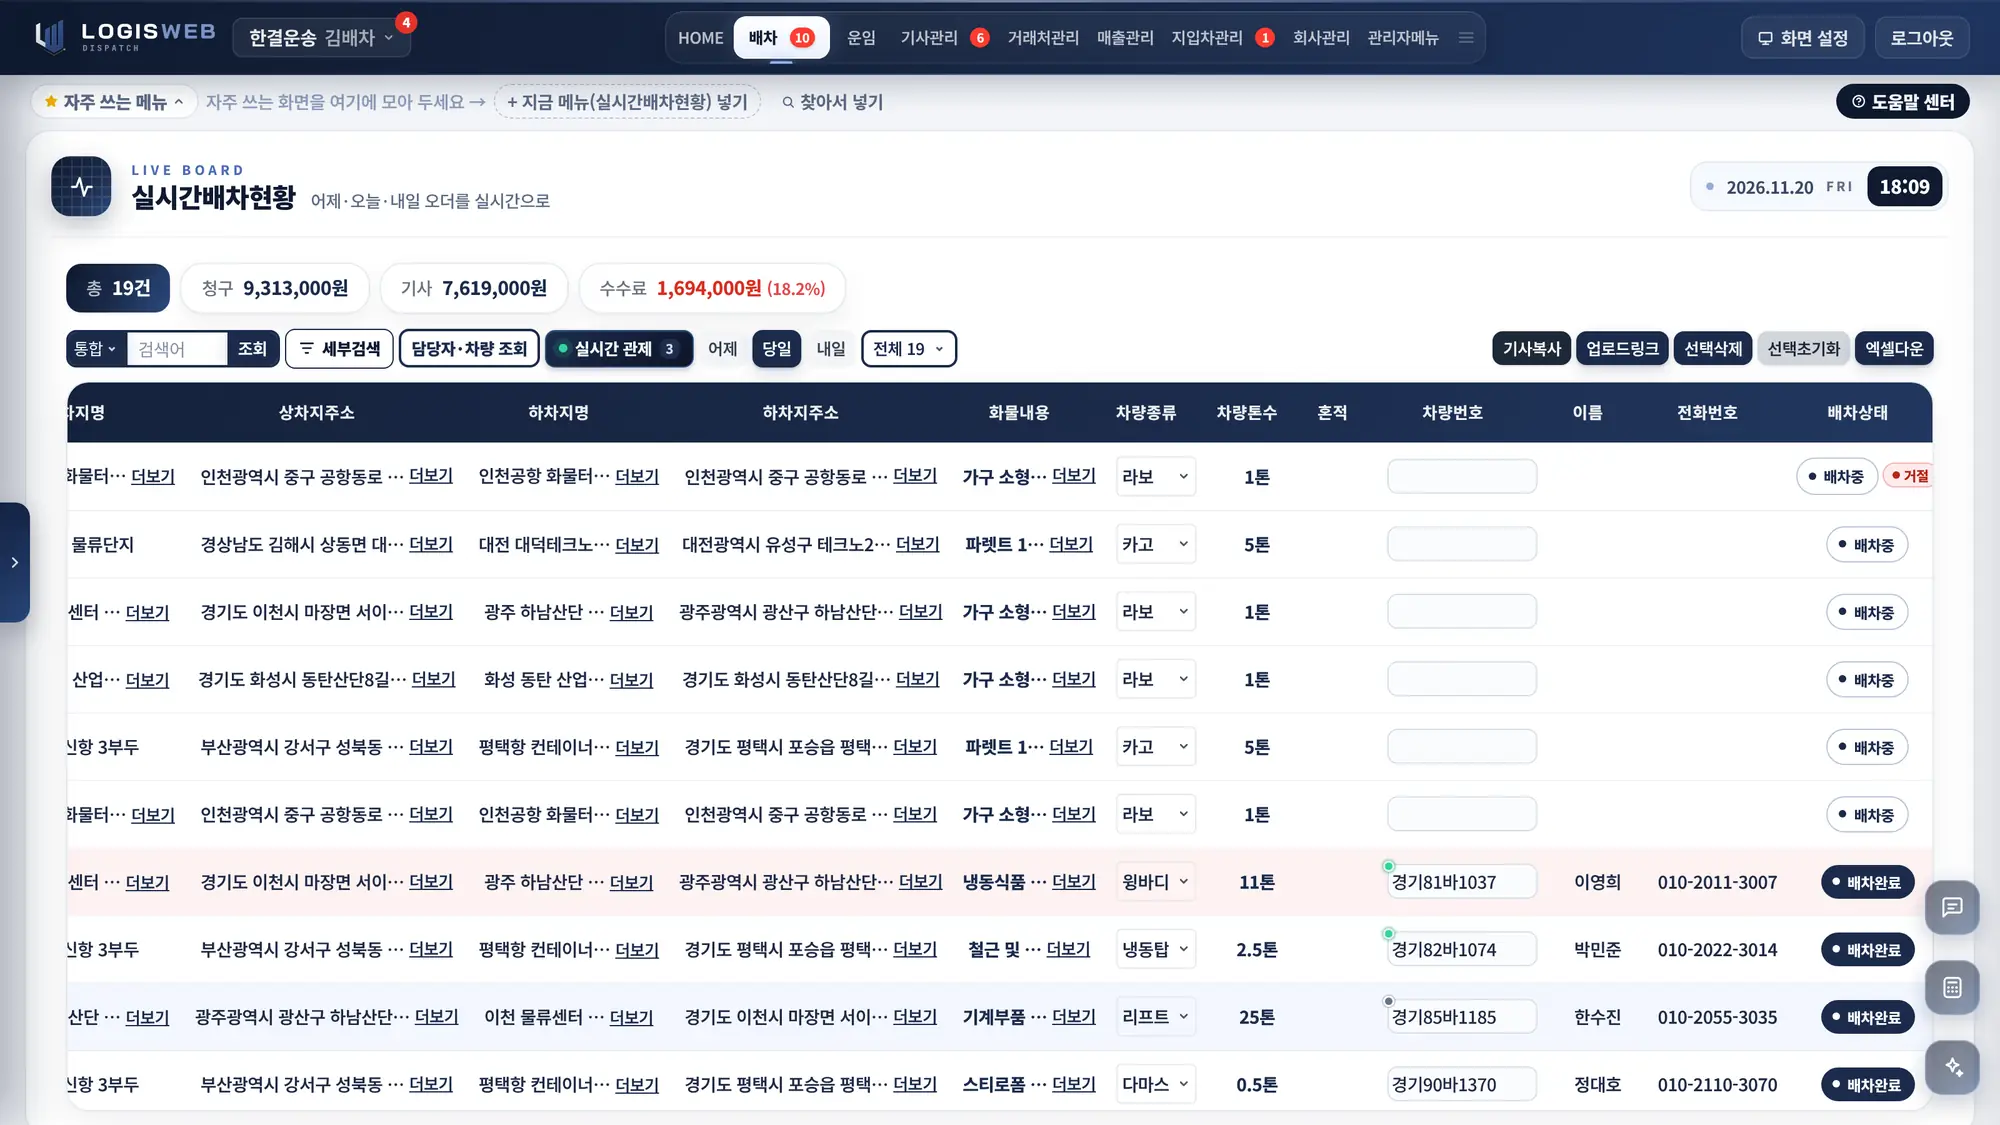 LOGISWEB
DISPATCH
한결운송 김배차
4
HOME 배차 10 운임 기사관리 6 거래처관리 매출관리 지입차관리 1 회사관리 관리자메뉴
화면 설정
로그아웃
자주 쓰는 메뉴 자주 쓰는 화면을 여기에 모아 두세요 → + 지금 메뉴(실시간배차현황) 넣기 찾아서 넣기
도움말 센터
LIVE BOARD
실시간배차현황 어제·오늘·내일 오더를 실시간으로
2026.11.20 FRI 18:09
총 19건 청구 9,313,000원 기사 7,619,000원 수수료 1,694,000원 (18.2%)
통합 검색어 조회 세부검색 담당자·차량 조회 실시간 관제 3 어제 당일 내일 전체 19
기사복사 업로드링크 선택삭제 선택초기화 엑셀다운
지명 상차지주소 하차지명 하차지주소 화물내용 차량종류 차량톤수 혼적 차량번호 이름 전화번호 배차상태
화물터··· 더보기 인천광역시 중구 공항동로 ··· 더보기 인천공항 화물터··· 더보기 인천광역시 중구 공항동로 ··· 더보기 가구 소형··· 더보기 라보 1톤 배차중 거절
물류단지 경상남도 김해시 상동면 대··· 더보기 대전 대덕테크노··· 더보기 대전광역시 유성구 테크노2··· 더보기 파렛트 1··· 더보기 카고 5톤 배차중
센터 ··· 더보기 경기도 이천시 마장면 서이··· 더보기 광주 하남산단 ··· 더보기 광주광역시 광산구 하남산단··· 더보기 가구 소형··· 더보기 라보 1톤 배차중
산업··· 더보기 경기도 화성시 동탄산단8길··· 더보기 화성 동탄 산업··· 더보기 경기도 화성시 동탄산단8길··· 더보기 가구 소형··· 더보기 라보 1톤 배차중
신항 3부두 부산광역시 강서구 성북동 ··· 더보기 평택항 컨테이너··· 더보기 경기도 평택시 포승읍 평택··· 더보기 파렛트 1··· 더보기 카고 5톤 배차중
화물터··· 더보기 인천광역시 중구 공항동로 ··· 더보기 인천공항 화물터··· 더보기 인천광역시 중구 공항동로 ··· 더보기 가구 소형··· 더보기 라보 1톤 배차중
센터 ··· 더보기 경기도 이천시 마장면 서이··· 더보기 광주 하남산단 ··· 더보기 광주광역시 광산구 하남산단··· 더보기 냉동식품 ··· 더보기 윙바디 11톤 경기81바1037 이영희 010-2011-3007 배차완료
신항 3부두 부산광역시 강서구 성북동 ··· 더보기 평택항 컨테이너··· 더보기 경기도 평택시 포승읍 평택··· 더보기 철근 및 ··· 더보기 냉동탑 2.5톤 경기82바1074 박민준 010-2022-3014 배차완료
산단 ··· 더보기 광주광역시 광산구 하남산단··· 더보기 이천 물류센터 ··· 더보기 경기도 이천시 마장면 서이··· 더보기 기계부품 ··· 더보기 리프트 25톤 경기85바1185 한수진 010-2055-3035 배차완료
신항 3부두 부산광역시 강서구 성북동 ··· 더보기 평택항 컨테이너··· 더보기 경기도 평택시 포승읍 평택··· 더보기 스티로폼 ··· 더보기 다마스 0.5톤 경기90바1370 정대호 010-2110-3070 배차완료